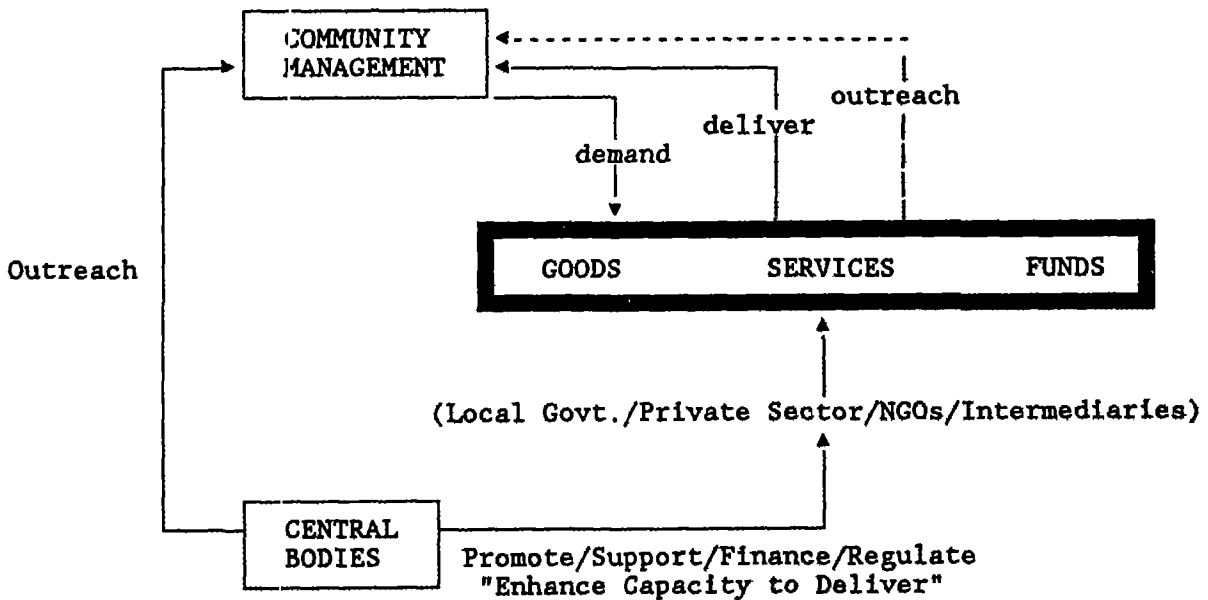 COMMUNITY
MANAGEMENT
outreach
deliver
demand
GOODS SERVICES FUNDS
Outreach
(Local Govt./Private Sector/NGOs/Intermediaries)
CENTRAL
BODIES
Promote/Support/Finance/Regulate
"Enhance Capacity to Deliver"